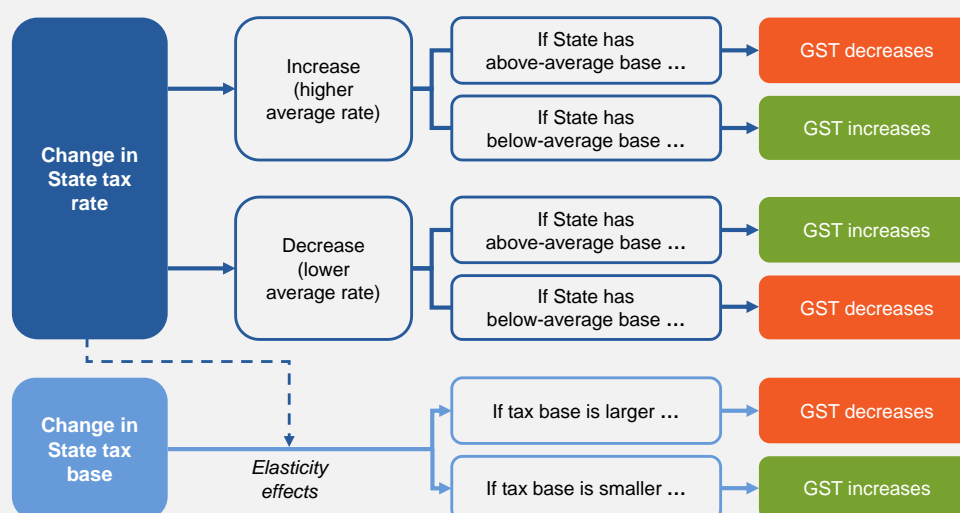 Change in
State tax
rate
Increase
(higher
average rate)
If State has
above-average base …
GST decreases
If State has
below-average base …
GST increases
Decrease
(lower
average rate)
If State has
above-average base …
GST increases
If State has
below-average base …
GST decreases
Change in
State tax
base
Elasticity
effects
If tax base is larger …
GST decreases
If tax base is smaller …
GST increases